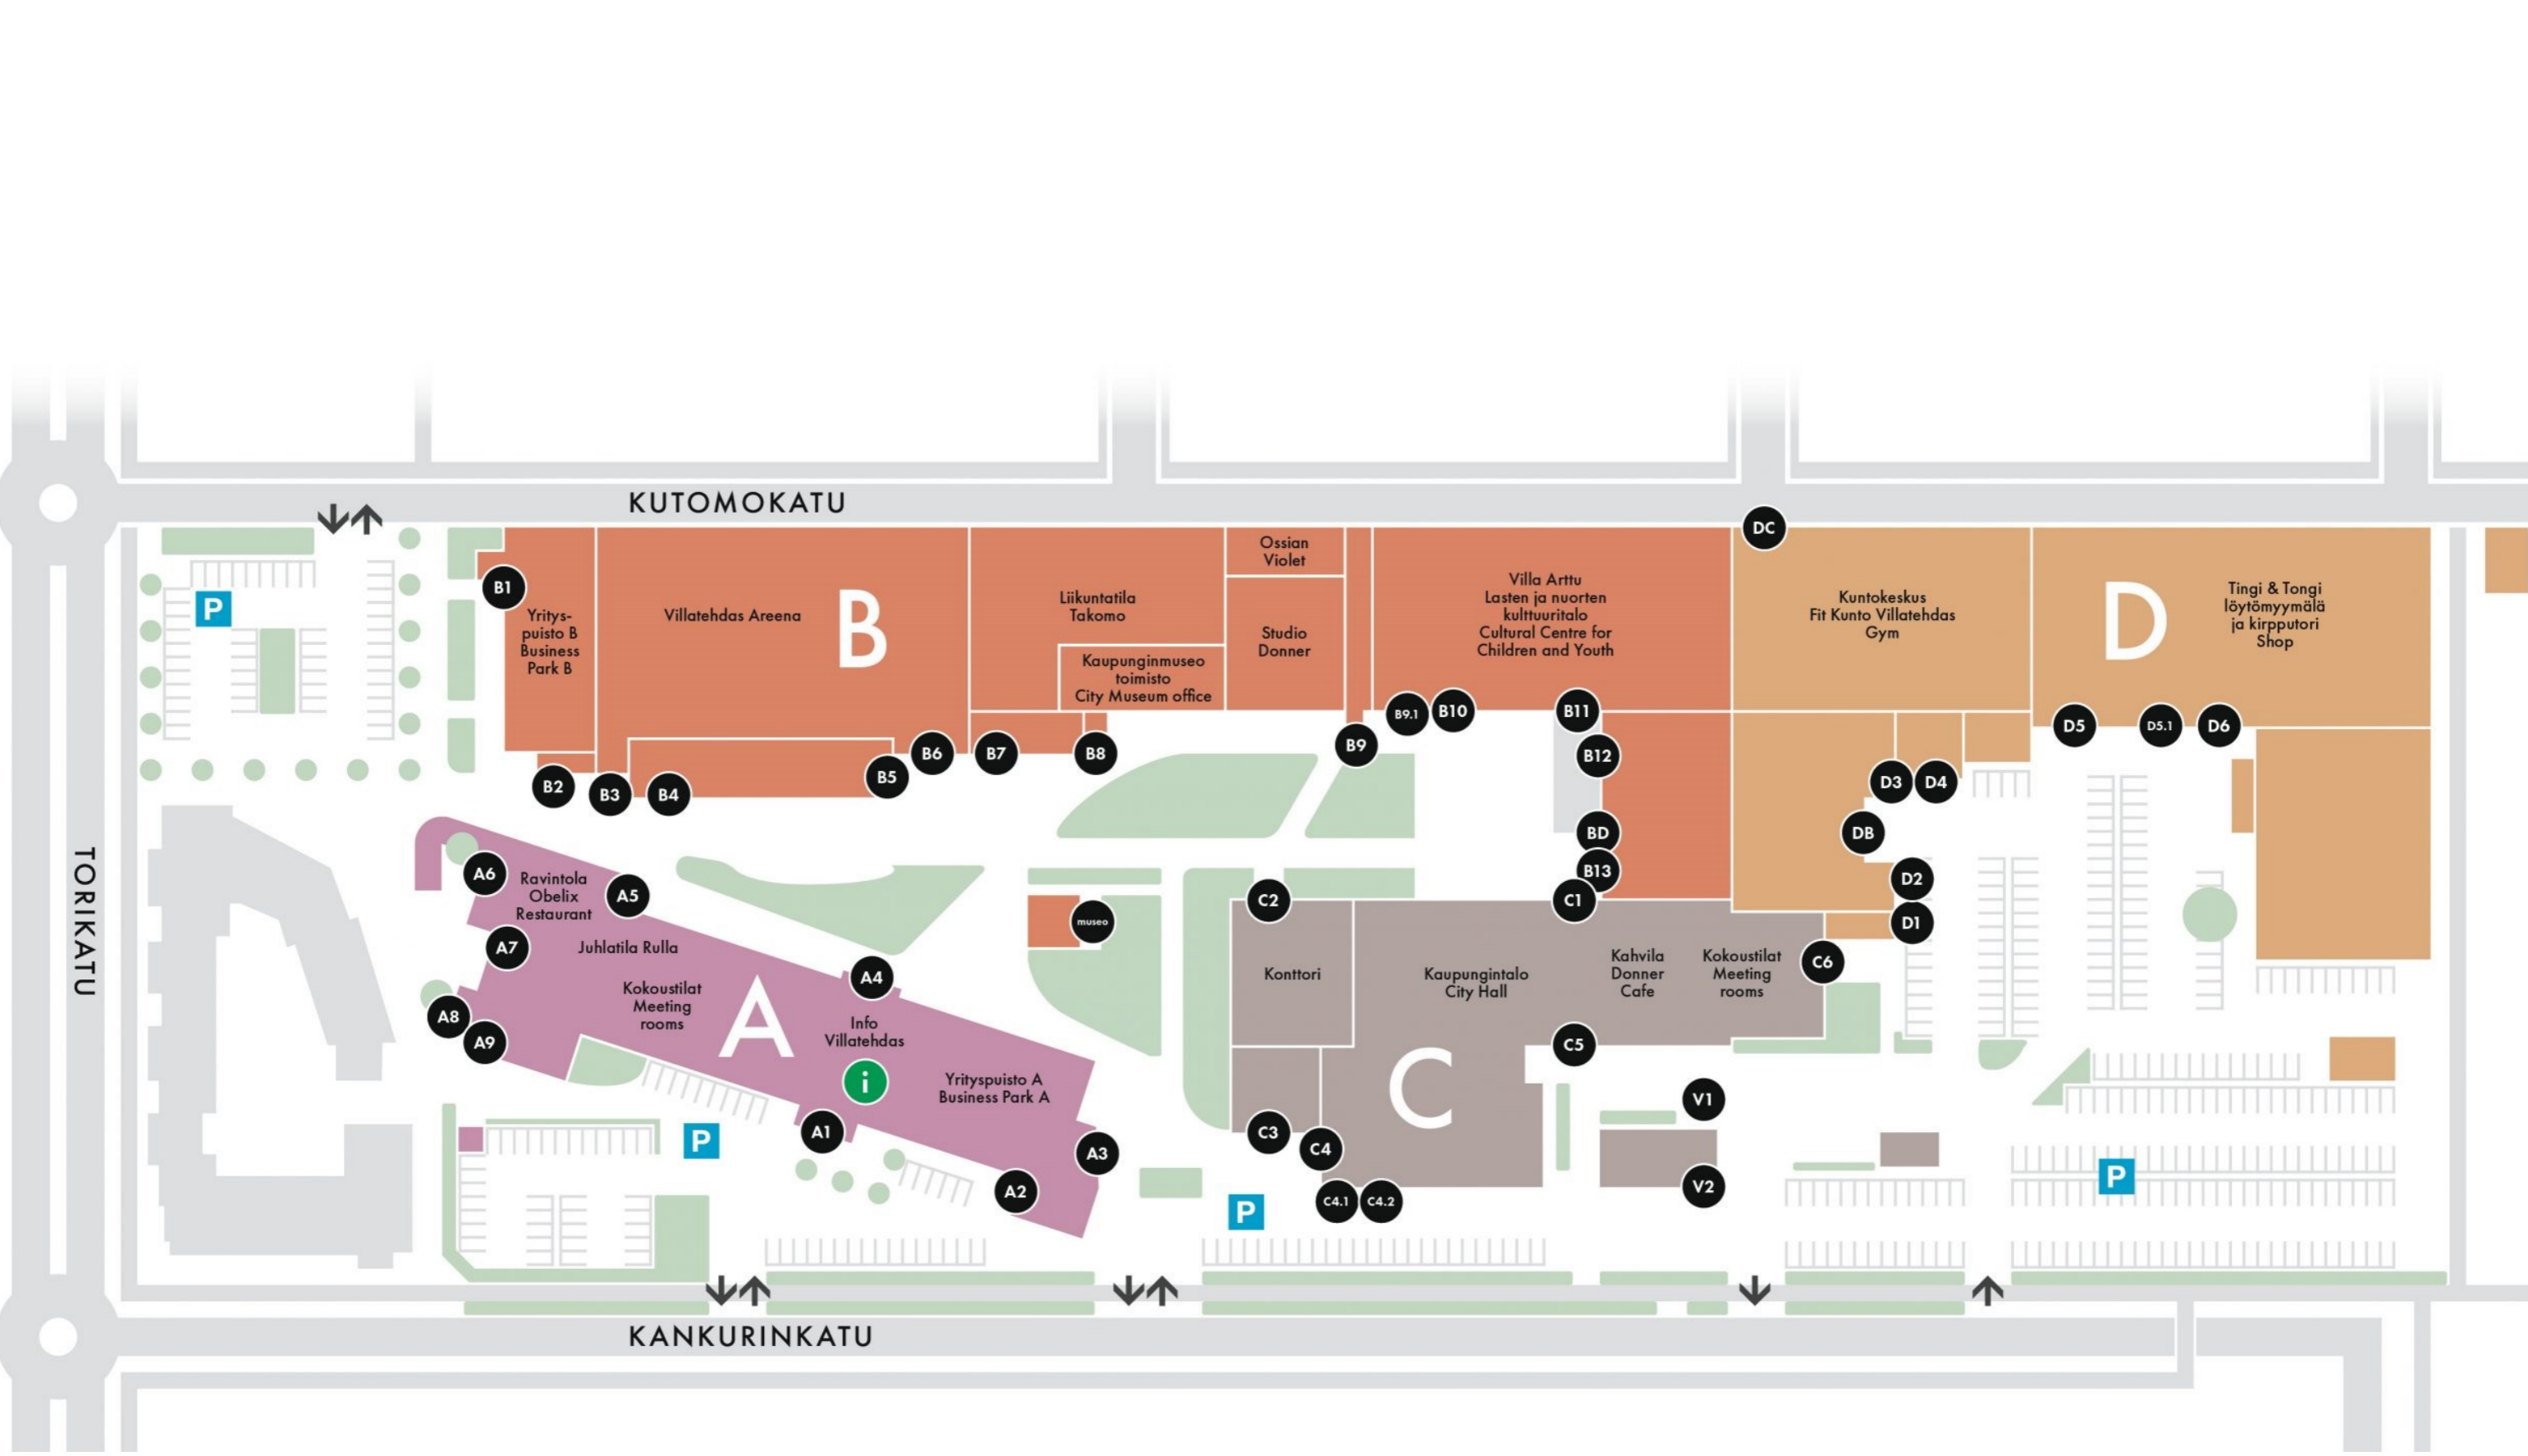 KUTOMOKATU
DC
Ossian
Violet
B1
Yritys-
puisto B
Business
Park B
Villatehdas Areena
B
Liikuntatila
Takomo
Kaupunginmuseo
toimisto
City Museum office
Studio
Donner
Villa Arttu
Lasten ja nuorten
kulttuuritalo
Cultural Centre for
Children and Youth
Kuntokeskus
Fit Kunto Villatehdas
Gym
D
Tingi & Tongi
löytömyymälä
ja kirpputori
Shop
P
B2
B3
B4
B5
B6
B7
B8
B9
B9.1
B10
B11
B12
BD
B13
D5
D5.1
D6
D3
D4
DB
D2
D1
TORIKATU
A6
Ravintola
Obelix
Restaurant
A5
A7
Juhlatila Rulla
A4
museo
Kokoustilat
Meeting
rooms
A
Info
Villatehdas
i
A8
A9
Yrityspuisto A
Business Park A
A1
A2
A3
P
C2
C1
Konttori
Kaupungintalo
City Hall
Kahvila
Donner
Cafe
Kokoustilat
Meeting
rooms
C6
C5
C
C3
C4
C4.1
C4.2
V1
V2
P
P
KANKURINKATU